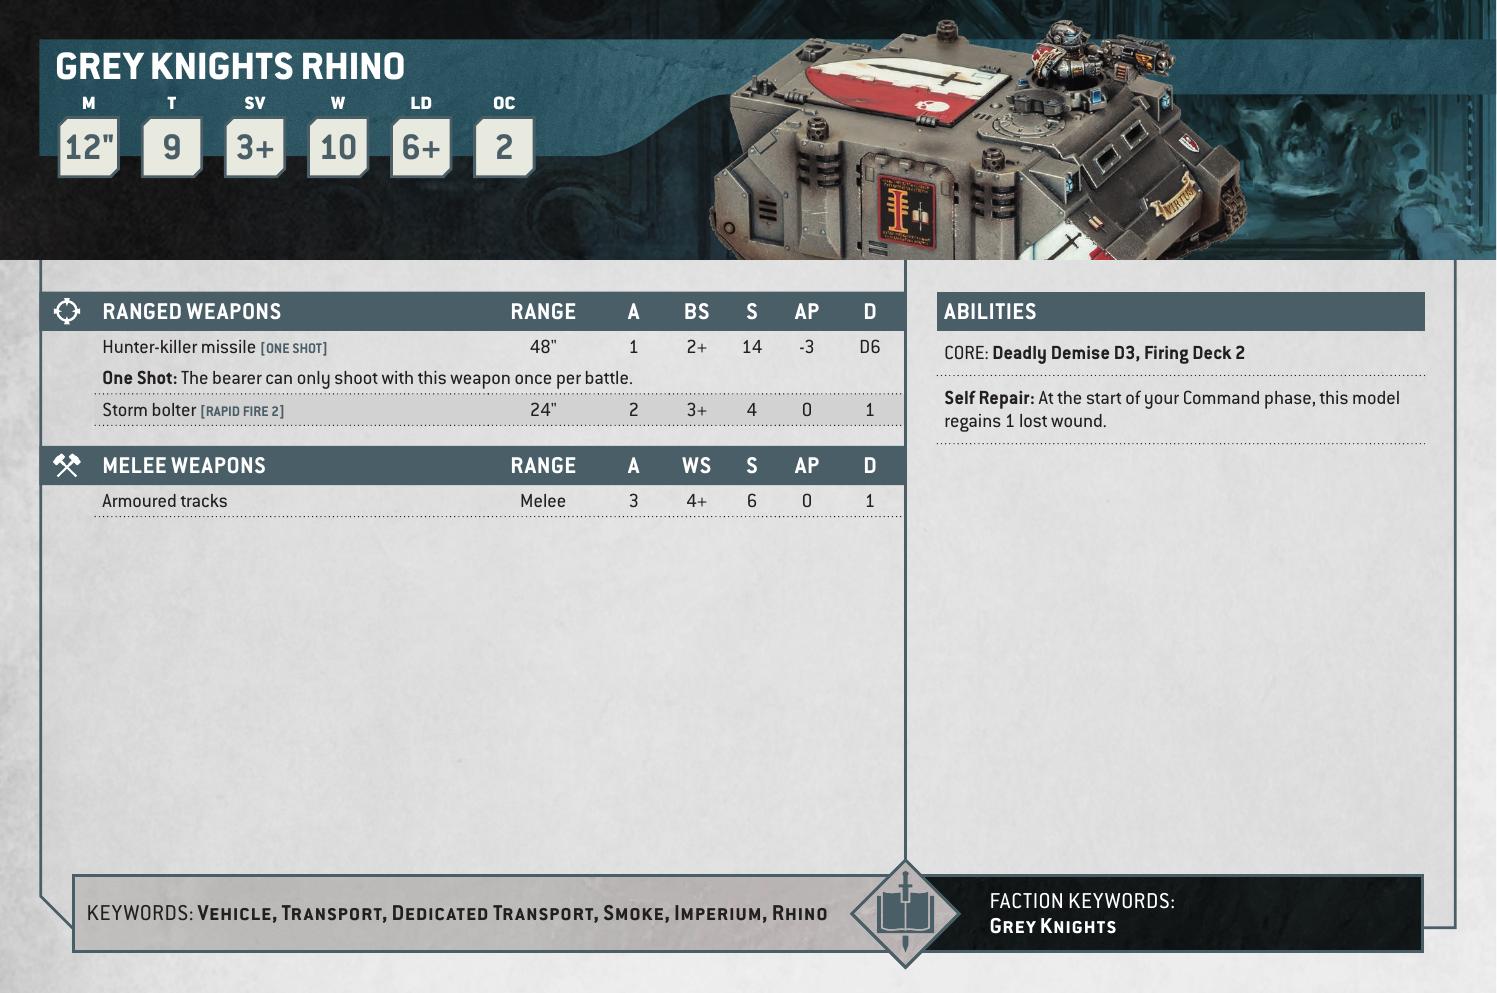 GREY KNIGHTS RHINO
M T SV W LD OC
12" 9 3+ 10 6+ 2
VIRTUS
RANGED WEAPONS RANGE A BS S AP D
Hunter-killer missile [ONE SHOT] 48" 1 2+ 14 -3 D6
One Shot: The bearer can only shoot with this weapon once per battle.
Storm bolter [RAPID FIRE 2] 24" 2 3+ 4 0 1
MELEE WEAPONS RANGE A WS S AP D
Armoured tracks Melee 3 4+ 6 0 1
ABILITIES
CORE: Deadly Demise D3, Firing Deck 2
Self Repair: At the start of your Command phase, this model
regains 1 lost wound.
KEYWORDS: Vehicle, Transport, Dedicated Transport, Smoke, Imperium, Rhino
FACTION KEYWORDS:
Grey Knights